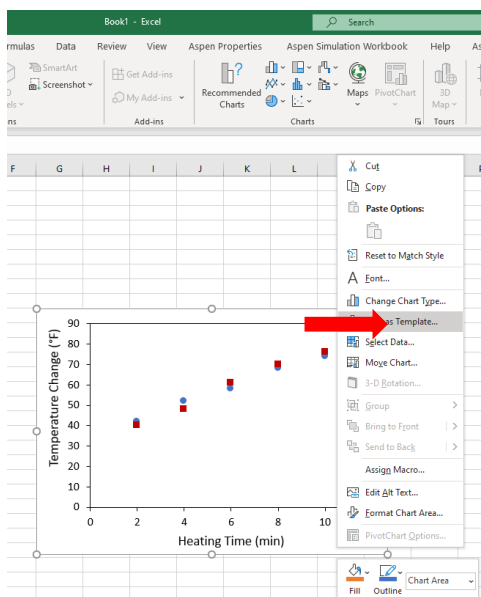 Book1 - Excel
Search
rmulas Data Review View Aspen Properties Aspen Simulation Workbook Help As
SmartArt
Screenshot
els
ns
Get Add-ins
My Add-ins
Add-ins
Recommended
Charts
Maps
PivotChart
Charts
3D
Map
Tours
F G H I J K L
Cut
Copy
Paste Options:
Reset to Match Style
Font...
Change Chart Type...
as Template...
Select Data...
Move Chart...
3-D Rotation...
Group
Bring to Front
Send to Back
Assign Macro...
Edit Alt Text...
Format Chart Area...
PivotChart Options...
Fill
Outline
Chart Area
Temperature Change (°F)
90
80
70
60
50
40
30
20
10
0
0 2 4 6 8 10
Heating Time (min)